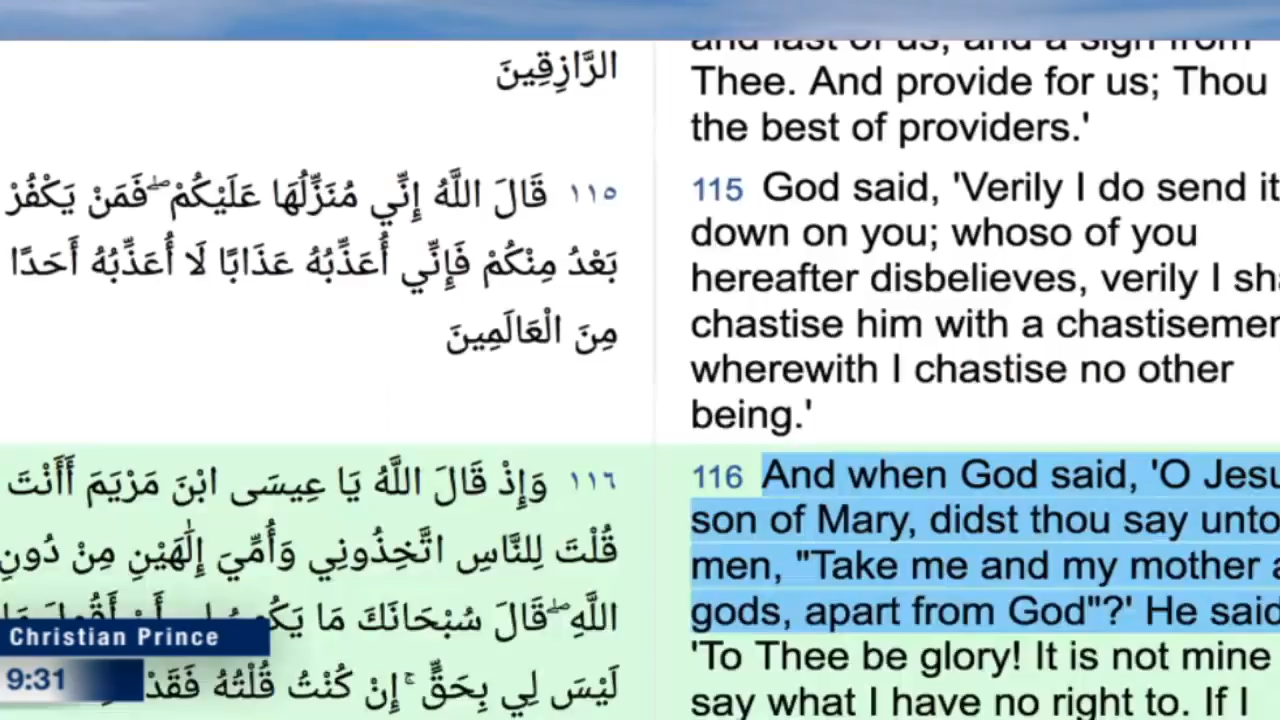 الرَّازِقِينَ
١١٥ قَالَ اللَّهُ إِنِّي مُنَزِّلُهَا عَلَيْكُمْ ۖ فَمَنْ يَكْفُرْ
بَعْدُ مِنْكُمْ فَإِنِّي أُعَذِّبُهُ عَذَابًا لَا أُعَذِّبُهُ أَحَدًا
مِنَ الْعَالَمِينَ
١١٦ وَإِذْ قَالَ اللَّهُ يَا عِيسَى ابْنَ مَرْيَمَ أَأَنْتَ
قُلْتَ لِلنَّاسِ اتَّخِذُونِي وَأُمِّيَ إِلَٰهَيْنِ مِنْ دُونِ
اللَّهِ ۖ قَالَ سُبْحَانَكَ مَا
لَيْسَ لِي بِحَقٍّ ۚ إِنْ كُنْتُ قُلْتُهُ فَقَدْ
and last of us, and a sign from
Thee. And provide for us; Thou
the best of providers.'
115 God said, 'Verily I do send it
down on you; whoso of you
hereafter disbelieves, verily I
chastise him with a
wherewith I chastise no other
being.'
116 And when God said, 'O
son of Mary, didst thou say unto
men, "Take me and my mother
gods, apart from God"?' He said
'To Thee be glory! It is not mine
say what I have no right to. If I
Christian Prince
9:31